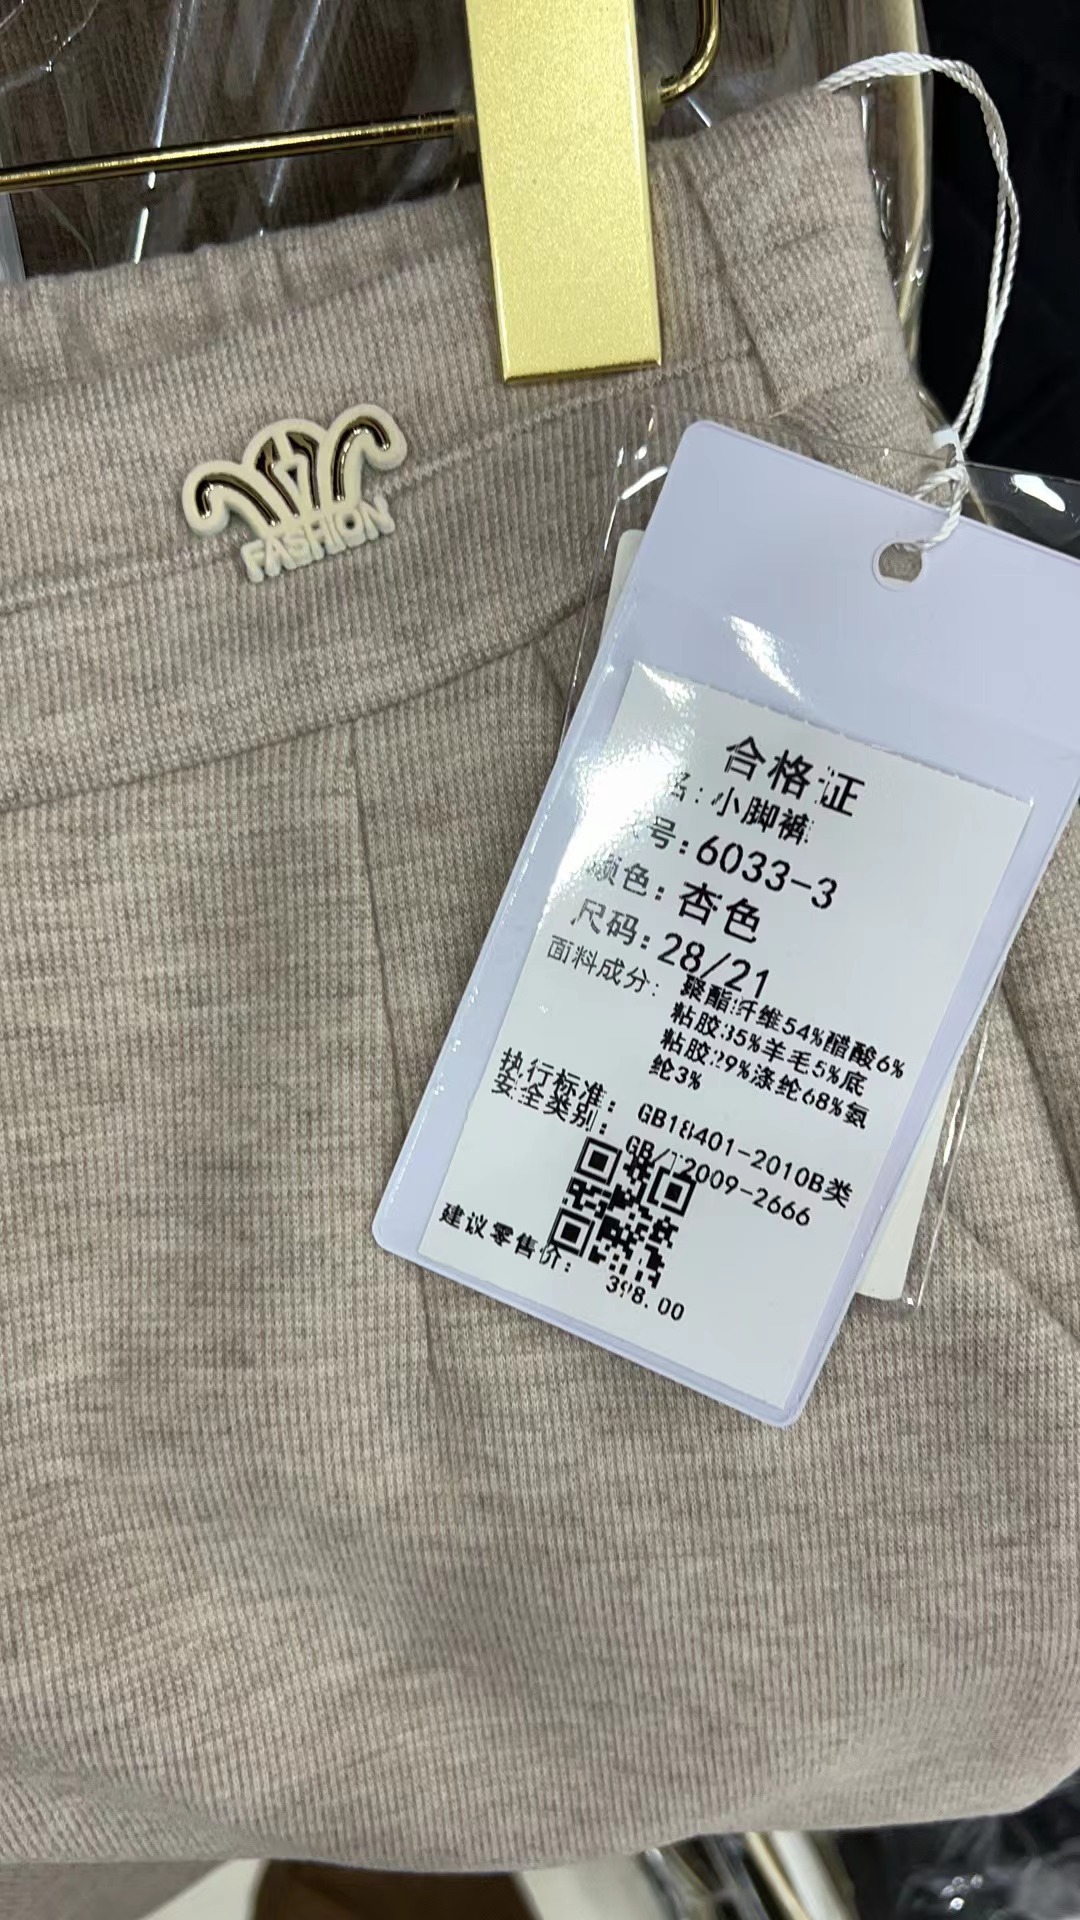 FASHION
合格证
名:小脚裤
号:6033-3
颜色:杏色
尺码:28/21
面料成分: 聚酯纤维54%醋酸6%
粘胶35%羊毛5%底
粘胶29%涤纶68%氨
纶3%
执行标准: GB18401-2010B类
安全类别: GB/T2009-2666
建议零售价: 398.00